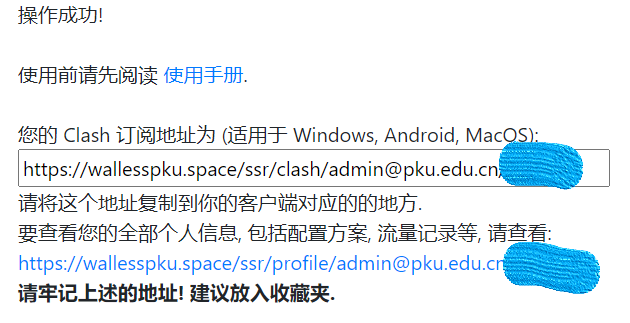 操作成功!
使用前请先阅读 使用手册.
您的 Clash 订阅地址为 (适用于 Windows, Android, MacOS):
https://wallesspku.space/ssr/clash/admin@pku.edu.cn/
请将这个地址复制到你的客户端对应的的地方.
要查看您的全部个人信息, 包括配置方案, 流量记录等, 请查看:
https://wallesspku.space/ssr/profile/admin@pku.edu.cn
请牢记上述的地址! 建议放入收藏夹.